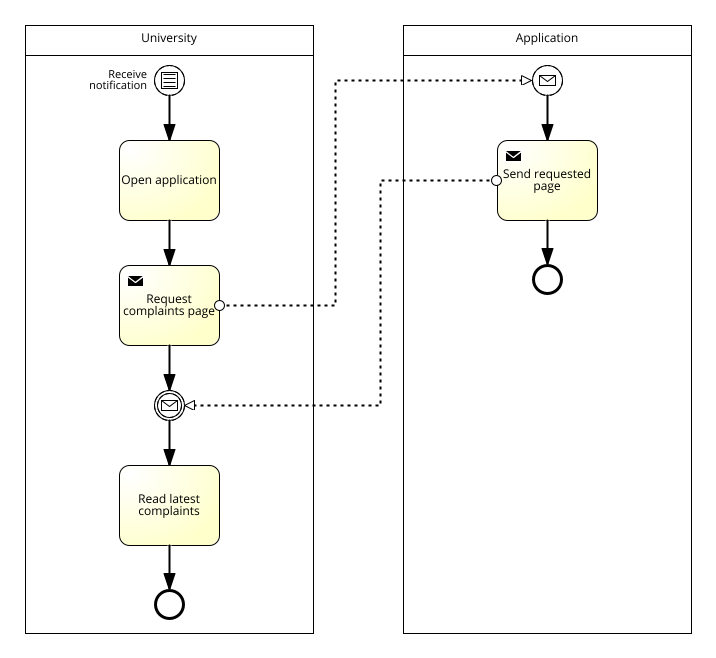 University
Application
Receive
notification
Open application
Send requested
page
Request
complaints page
Read latest
complaints